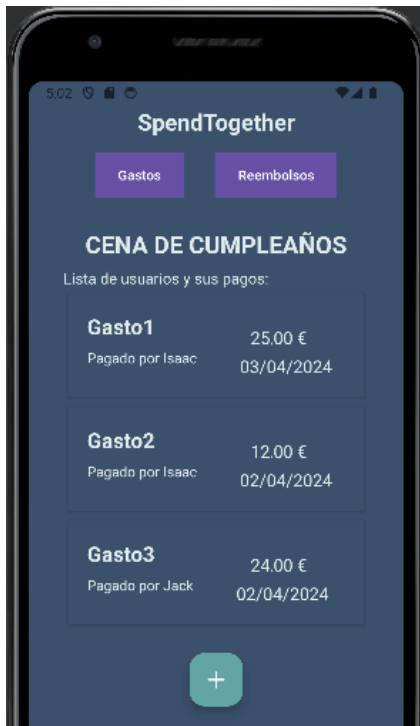 5:02
SpendTogether
Gastos
Reembolsos
CENA DE CUMPLEAÑOS
Lista de usuarios y sus pagos:
Gasto1
25.00 €
Pagado por Isaac
03/04/2024
Gasto2
12.00 €
Pagado por Isaac
02/04/2024
Gasto3
24.00 €
Pagado por Jack
02/04/2024
+